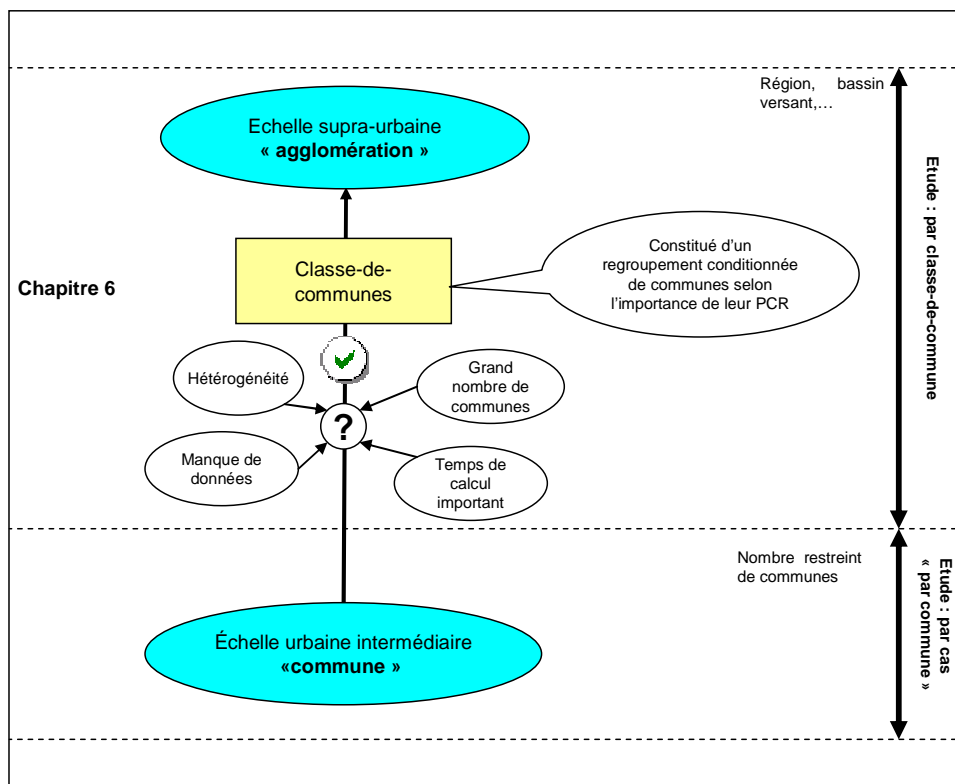 Région, bassin
versant,…
Echelle supra-urbaine
« agglomération »
Etude : par classe-de-commune
Constitué d'un
regroupement conditionnée
de communes selon
l'importance de leur PCR
Classe-de-
communes
Chapitre 6
Hétérogénéité
Grand
nombre de
communes
?
Manque de
données
Temps de
calcul
important
Nombre restreint
de communes
Etude : par cas
« par commune »
Échelle urbaine intermédiaire
«commune »